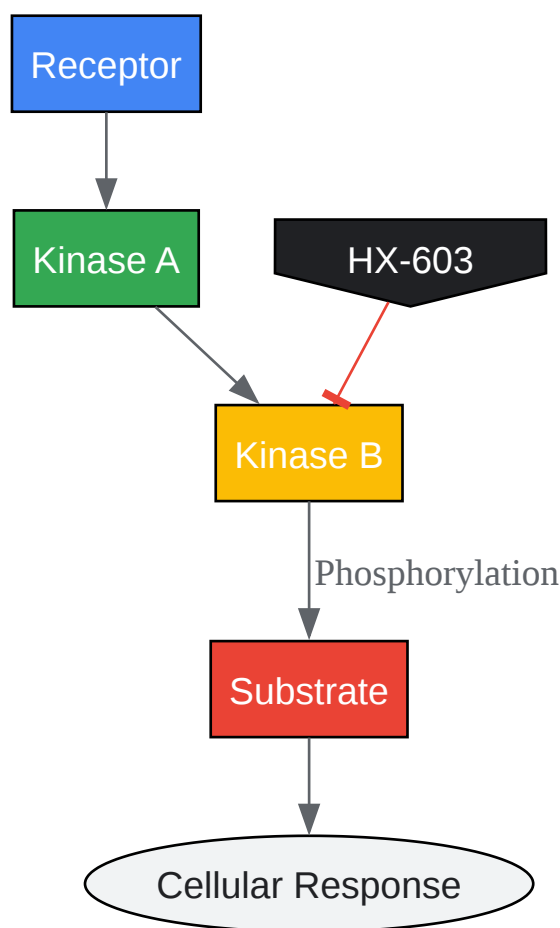 Receptor
Kinase A
HX-603
Kinase B
Phosphorylation
Substrate
Cellular Response